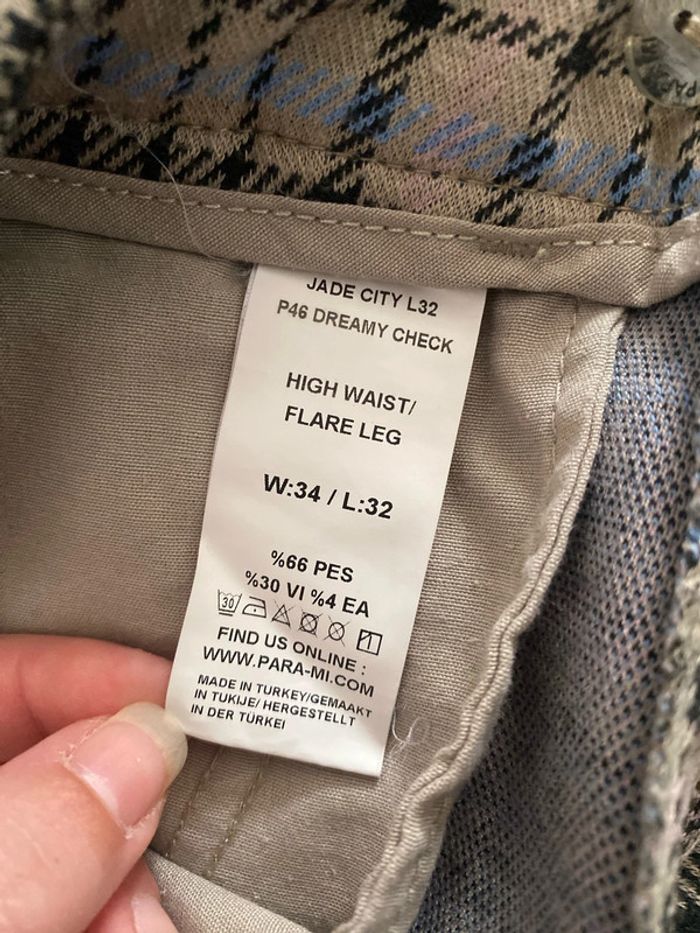 JADE CITY L32
P46 DREAMY CHECK
HIGH WAIST/
FLARE LEG
W:34 / L:32
%66 PES
%30 VI %4 EA
30
FIND US ONLINE :
WWW.PARA-MI.COM
MADE IN TURKEY/GEMAAKT
IN TUKIJE/ HERGESTELLT
IN DER TÜRKEI